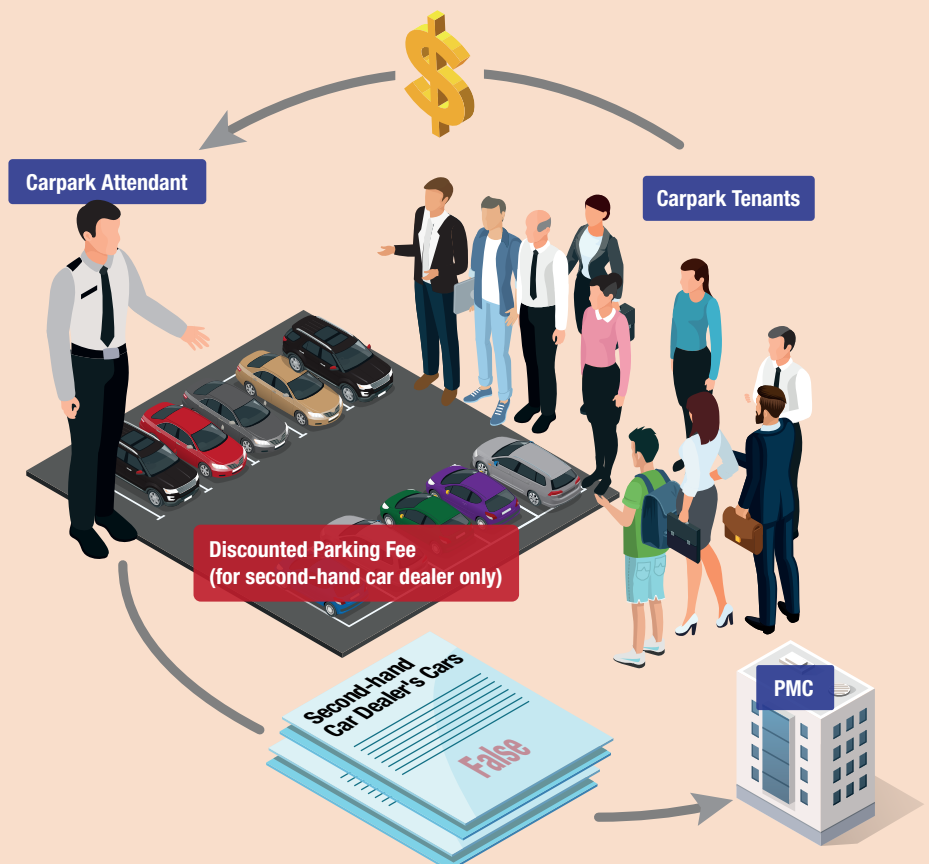 $
Carpark Attendant
Carpark Tenants
Discounted Parking Fee
(for second-hand car dealer only)
Second-hand
Car Dealer's Cars
False
PMC